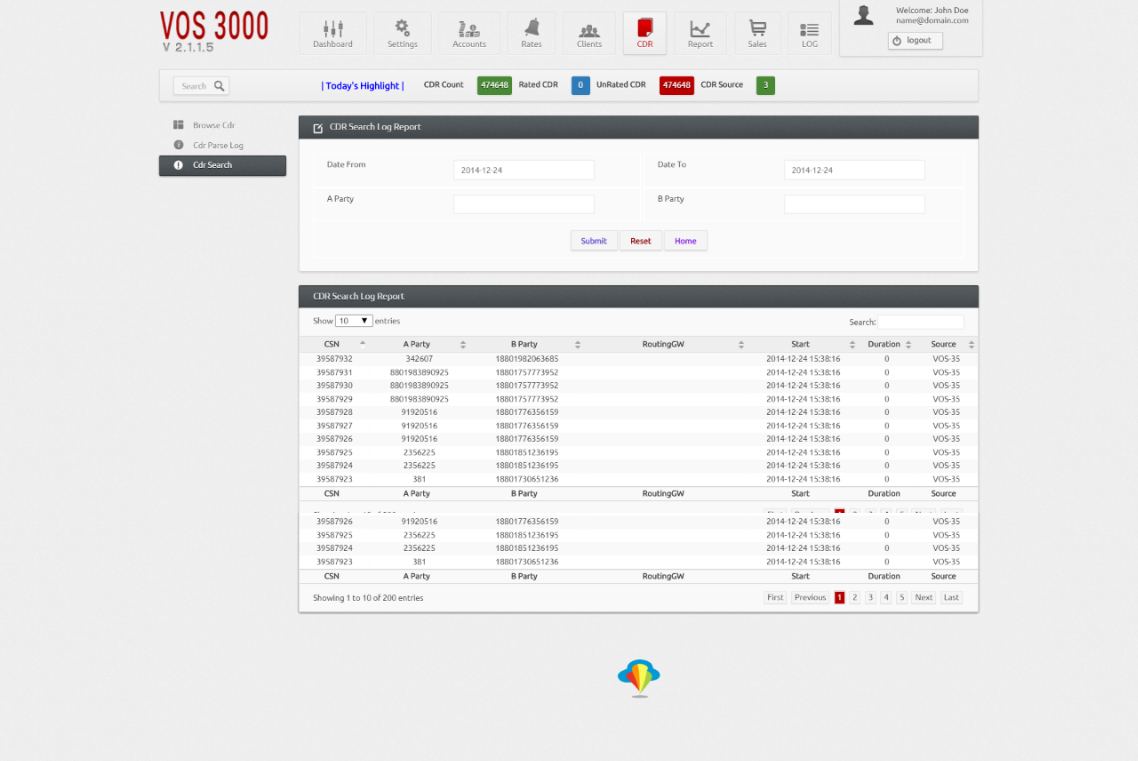 VOS 3000
V 2.1.1.5
Dashboard Settings Accounts Rates Clients CDR Report Sales LOG
Welcome: John Doe
name@domain.com
logout
Search | Today's Highlight | CDR Count 474648 Rated CDR 0 UnRated CDR 474648 CDR Source 3
Browse Cdr
Cdr Parse Log
Cdr Search
CDR Search Log Report
Date From 2014-12-24 Date To 2014-12-24
A Party B Party
Submit Reset Home
CDR Search Log Report
Show 10 entries Search:
CSN A Party B Party RoutingGW Start Duration Source
39587932 342607 18801982063685 2014-12-24 15:38:16 0 VOS-35
39587931 8801983890925 18801757773952 2014-12-24 15:38:16 0 VOS-35
39587930 8801983890925 18801757773952 2014-12-24 15:38:16 0 VOS-35
39587929 8801983890925 18801757773952 2014-12-24 15:38:16 0 VOS-35
39587928 91920516 18801776356159 2014-12-24 15:38:16 0 VOS-35
39587927 91920516 18801776356159 2014-12-24 15:38:16 0 VOS-35
39587926 91920516 18801776356159 2014-12-24 15:38:16 0 VOS-35
39587925 2356225 18801851236195 2014-12-24 15:38:16 0 VOS-35
39587924 2356225 18801851236195 2014-12-24 15:38:16 0 VOS-35
39587923 381 18801730651236 2014-12-24 15:38:16 0 VOS-35
CSN A Party B Party RoutingGW Start Duration Source
39587926 91920516 18801776356159 2014-12-24 15:38:16 0 VOS-35
39587925 2356225 18801851236195 2014-12-24 15:38:16 0 VOS-35
39587924 2356225 18801851236195 2014-12-24 15:38:16 0 VOS-35
39587923 381 18801730651236 2014-12-24 15:38:16 0 VOS-35
CSN A Party B Party RoutingGW Start Duration Source
Showing 1 to 10 of 200 entries First Previous 1 2 3 4 5 Next Last